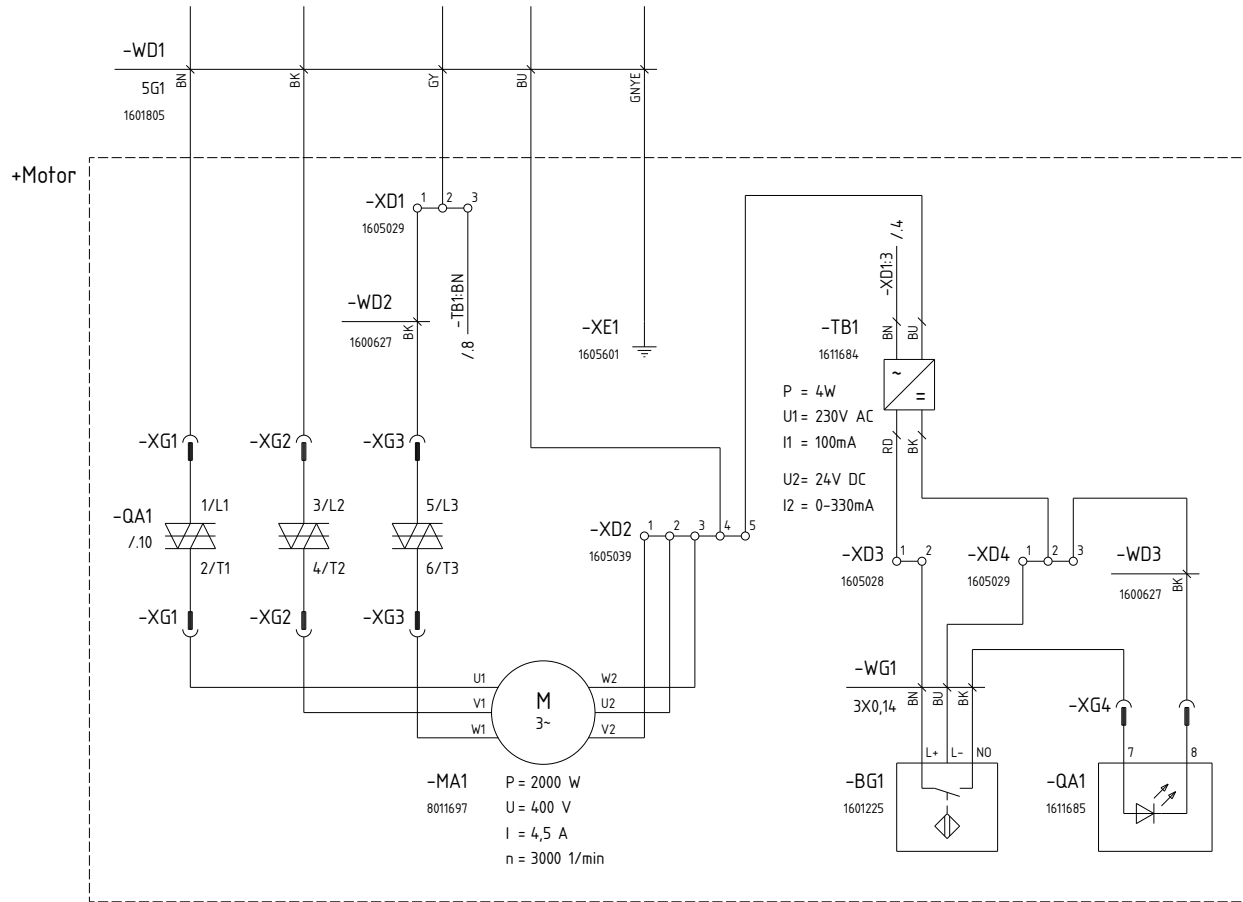 -WD1
5G1
1601805
BN
BK
GY
BU
GNYE
+Motor
-XD1
1605029
1
2
3
-WD2
1600627
BK
-TB1:BN
/.8
-XE1
1605601
-XD1:3
/.4
-TB1
1611684
BN
BU
~
=
P = 4W
U1 = 230V AC
I1 = 100mA
U2= 24V DC
I2 = 0-330mA
RD
BK
-XG1
-XG2
-XG3
-QA1
/.10
1/L1
3/L2
5/L3
2/T1
4/T2
6/T3
-XG1
-XG2
-XG3
-XD2
1605039
1
2
3
4
5
-XD3
1605028
1
2
-XD4
1605029
1
2
3
-WD3
1600627
BK
U1
V1
W1
M
3~
W2
U2
V2
-MA1
8011697
P = 2000 W
U = 400 V
I = 4,5 A
n = 3000 1/min
-WG1
3X0,14
BN
BU
BK
L+
L-
NO
-BG1
1601225
-XG4
7
8
-QA1
1611685